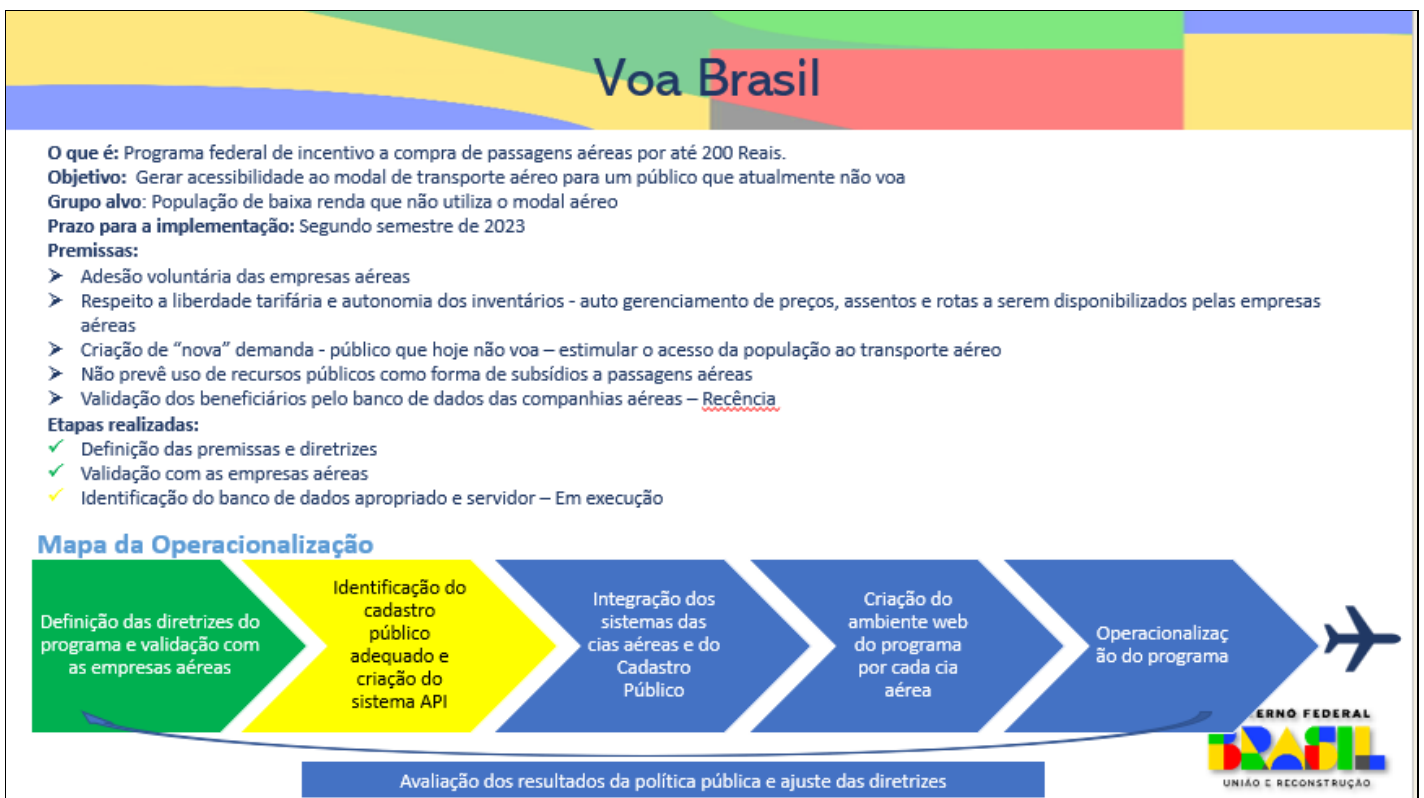 Voa Brasil
O que é: Programa federal de incentivo a compra de passagens aéreas por até 200 Reais.
Objetivo: Gerar acessibilidade ao modal de transporte aéreo para um público que atualmente não voa
Grupo alvo: População de baixa renda que não utiliza o modal aéreo
Prazo para a implementação: Segundo semestre de 2023
Premissas:
➢ Adesão voluntária das empresas aéreas
➢ Respeito a liberdade tarifária e autonomia dos inventários - auto gerenciamento de preços, assentos e rotas a serem disponibilizados pelas empresas
aéreas
➢ Criação de “nova” demanda - público que hoje não voa – estimular o acesso da população ao transporte aéreo
➢ Não prevê uso de recursos públicos como forma de subsídios a passagens aéreas
➢ Validação dos beneficiários pelo banco de dados das companhias aéreas – Recência
Etapas realizadas:
✓ Definição das premissas e diretrizes
✓ Validação com as empresas aéreas
✓ Identificação do banco de dados apropriado e servidor – Em execução
Mapa da Operacionalização
Definição das diretrizes do
programa e validação com
as empresas aéreas
Identificação do
cadastro
público
adequado e
criação do
sistema API
Integração dos
sistemas das
cias aéreas e do
Cadastro
Público
Criação do
ambiente web
do programa
por cada cia
aérea
Operacionalizaç
ão do programa
ERNO FEDERAL
BRASIL
UNIÃO E RECONSTRUÇÃO
Avaliação dos resultados da política pública e ajuste das diretrizes